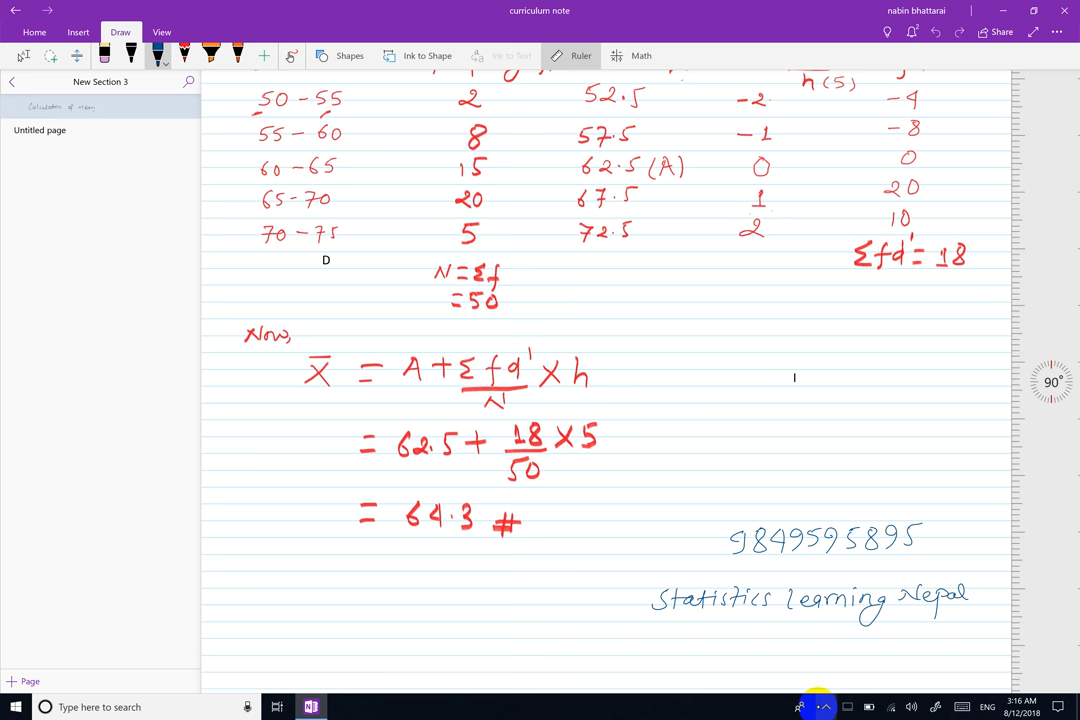 curriculum note
nabin bhattarai
Home Insert Draw View
Share
Shapes Ink to Shape Ink to Text Ruler Math
New Section 3
Calculation of mean
Untitled page
h(5)
50 - 55 2 52.5 -2 -4
55 - 60 8 57.5 -1 -8
60 - 65 15 62.5 (A) 0 0
65 - 70 20 67.5 1 20
70 - 75 5 72.5 2 10
D
Σfd' = 18
N = Σf
= 50
Now,
X̄ = A + Σfd'/N × h
= 62.5 + 18/50 × 5
= 64.3 #
90°
9849595895
Statistics Learning Nepal
+ Page
Type here to search
ENG
3:16 AM
8/12/2018